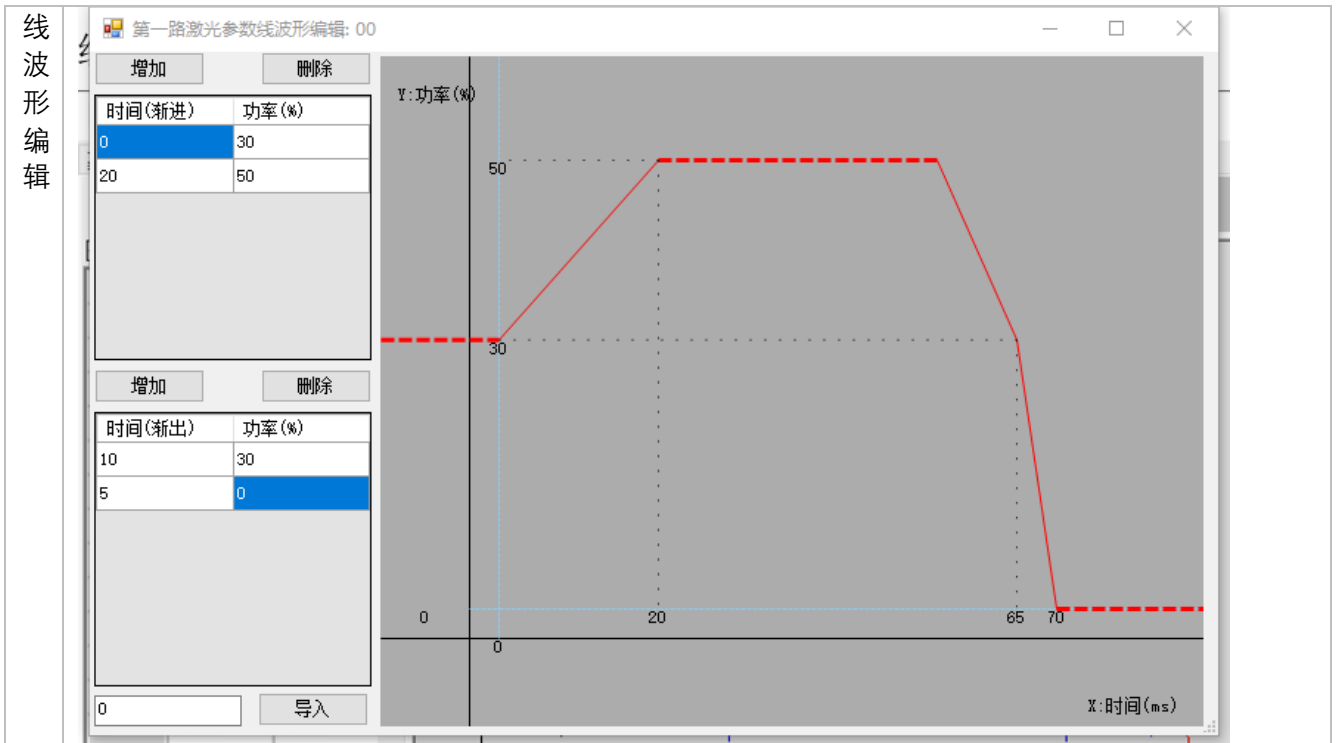 线
波
形
编
辑
第一路激光参数线波形编辑: 00
增加 删除
时间(渐进) 功率(%)
0 30
20 50
增加 删除
时间(渐出) 功率(%)
10 30
5 0
0 导入
Y:功率(%)
50
30
0 20 65 70
0
X:时间(ms)